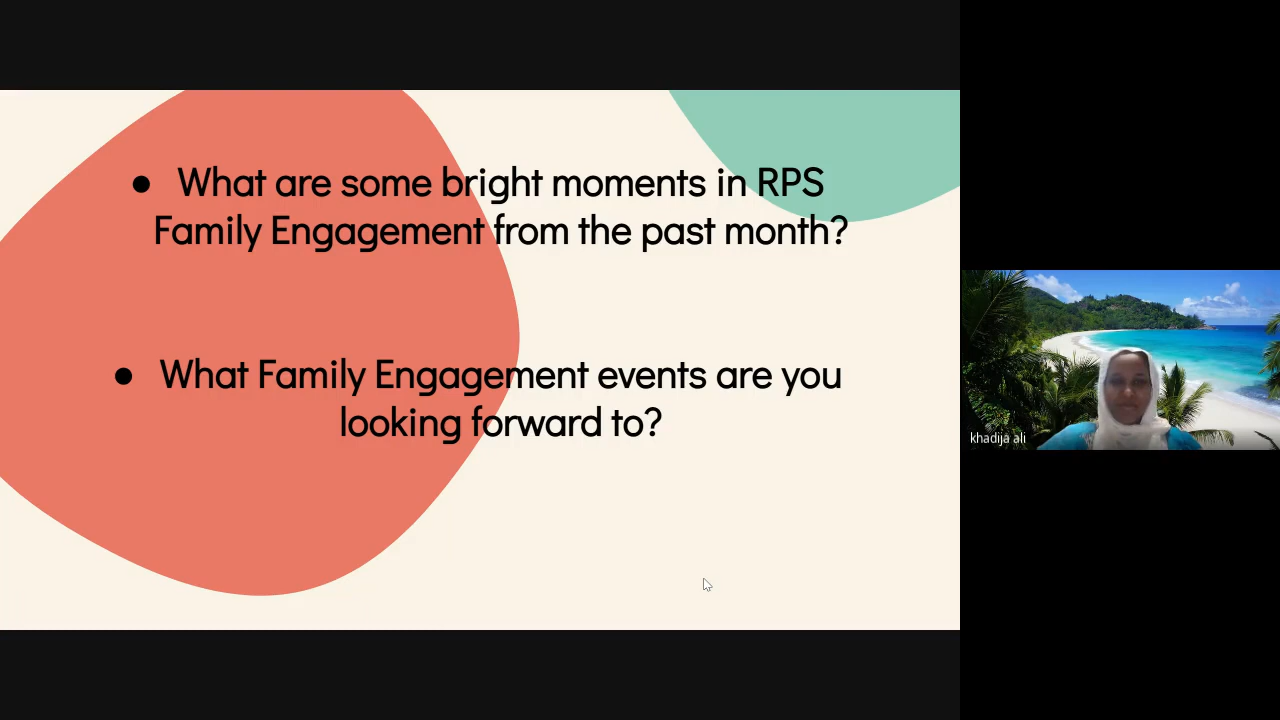 ● What are some bright moments in RPS
Family Engagement from the past month?
● What Family Engagement events are you
looking forward to?
khadija ali